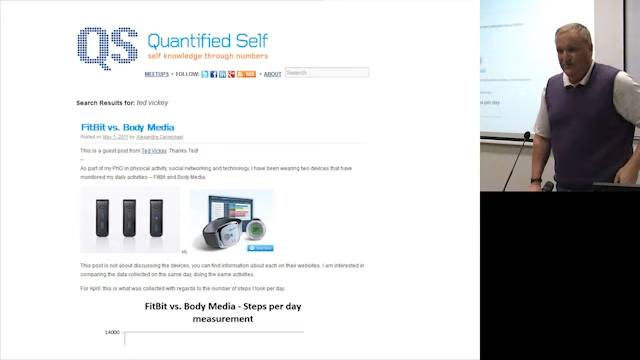 QS Quantified Self
self knowledge through numbers
MEETUPS • FOLLOW: • ABOUT
Search
Search Results for: ted vickey
FitBit vs. Body Media
Posted on May 1, 2011 by Alexandra Carmichael
This is a guest post from Ted Vickey. Thanks Ted!
–
As part of my PhD in physical activity, social networking and technology, I have been wearing two devices that have
monitored my daily activities – FitBit and Body Media.
vs.
This post is not about discussing the devices, you can find information about each on their websites. I am interested in
comparing the data collected on the same day, doing the same activities.
For April, this is what was collected with regards to the number of steps I took per day:
FitBit vs. Body Media - Steps per day
measurement
14000